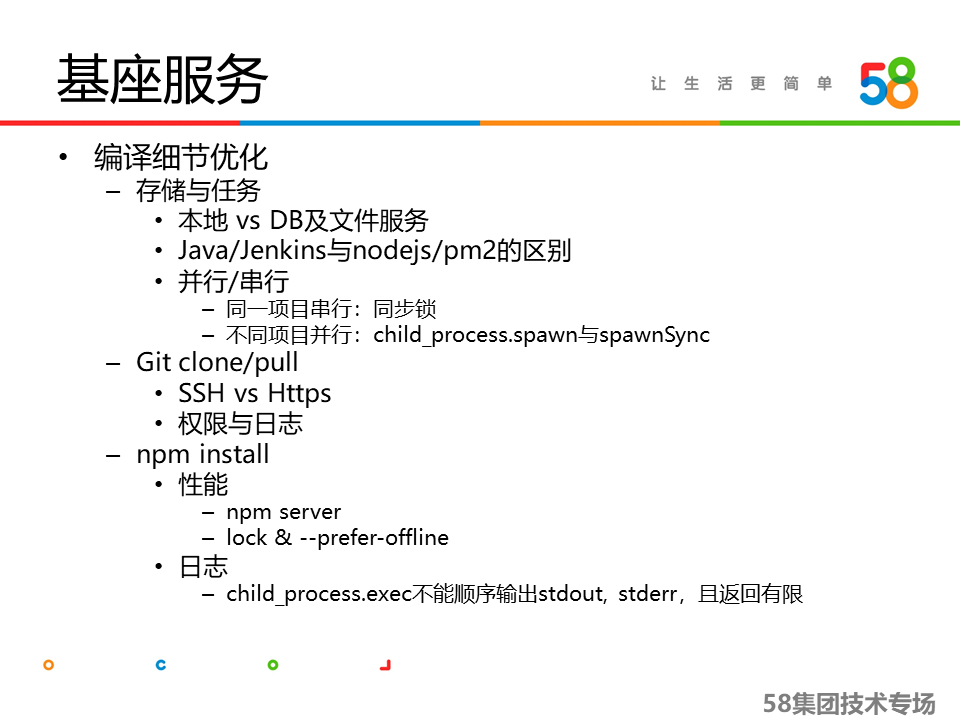 基座服务
让生活更简单
58
• 编译细节优化
– 存储与任务
• 本地 vs DB及文件服务
• Java/Jenkins与nodejs/pm2的区别
• 并行/串行
– 同一项目串行：同步锁
– 不同项目并行：child_process.spawn与spawnSync
– Git clone/pull
• SSH vs Https
• 权限与日志
– npm install
• 性能
– npm server
– lock & --prefer-offline
• 日志
– child_process.exec不能顺序输出stdout, stderr，且返回有限
58集团技术专场